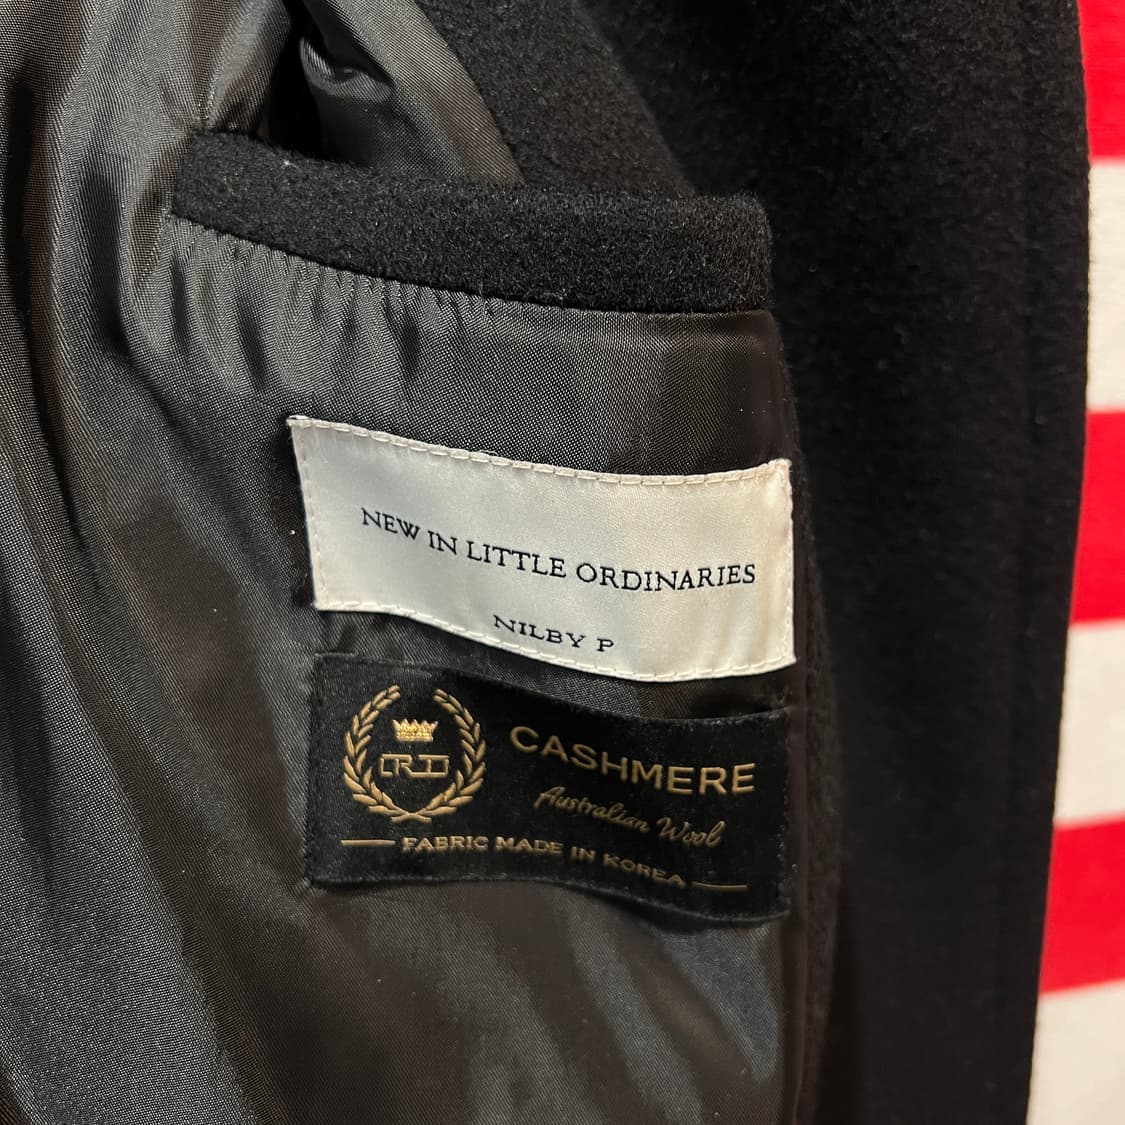 NEW IN LITTLE ORDINARIES
NILBY P
CASHMERE
Australian Wool
FABRIC MADE IN KOREA